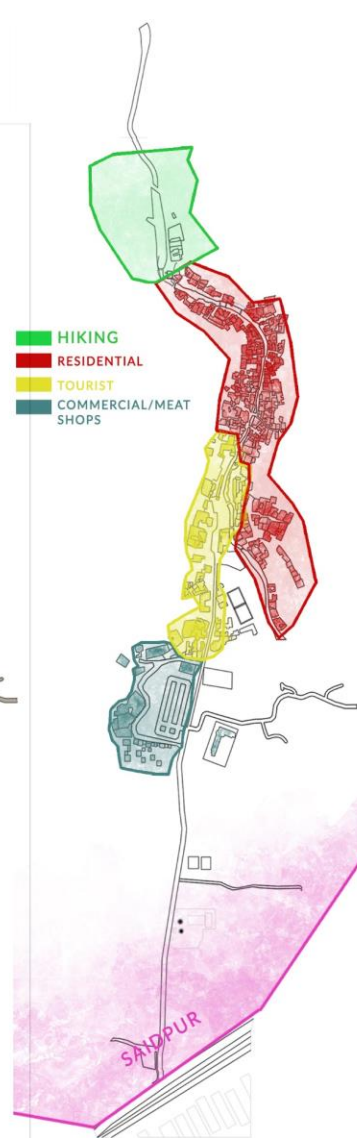 HIKING
RESIDENTIAL
TOURIST
COMMERCIAL/MEAT
SHOPS
SAIDPUR